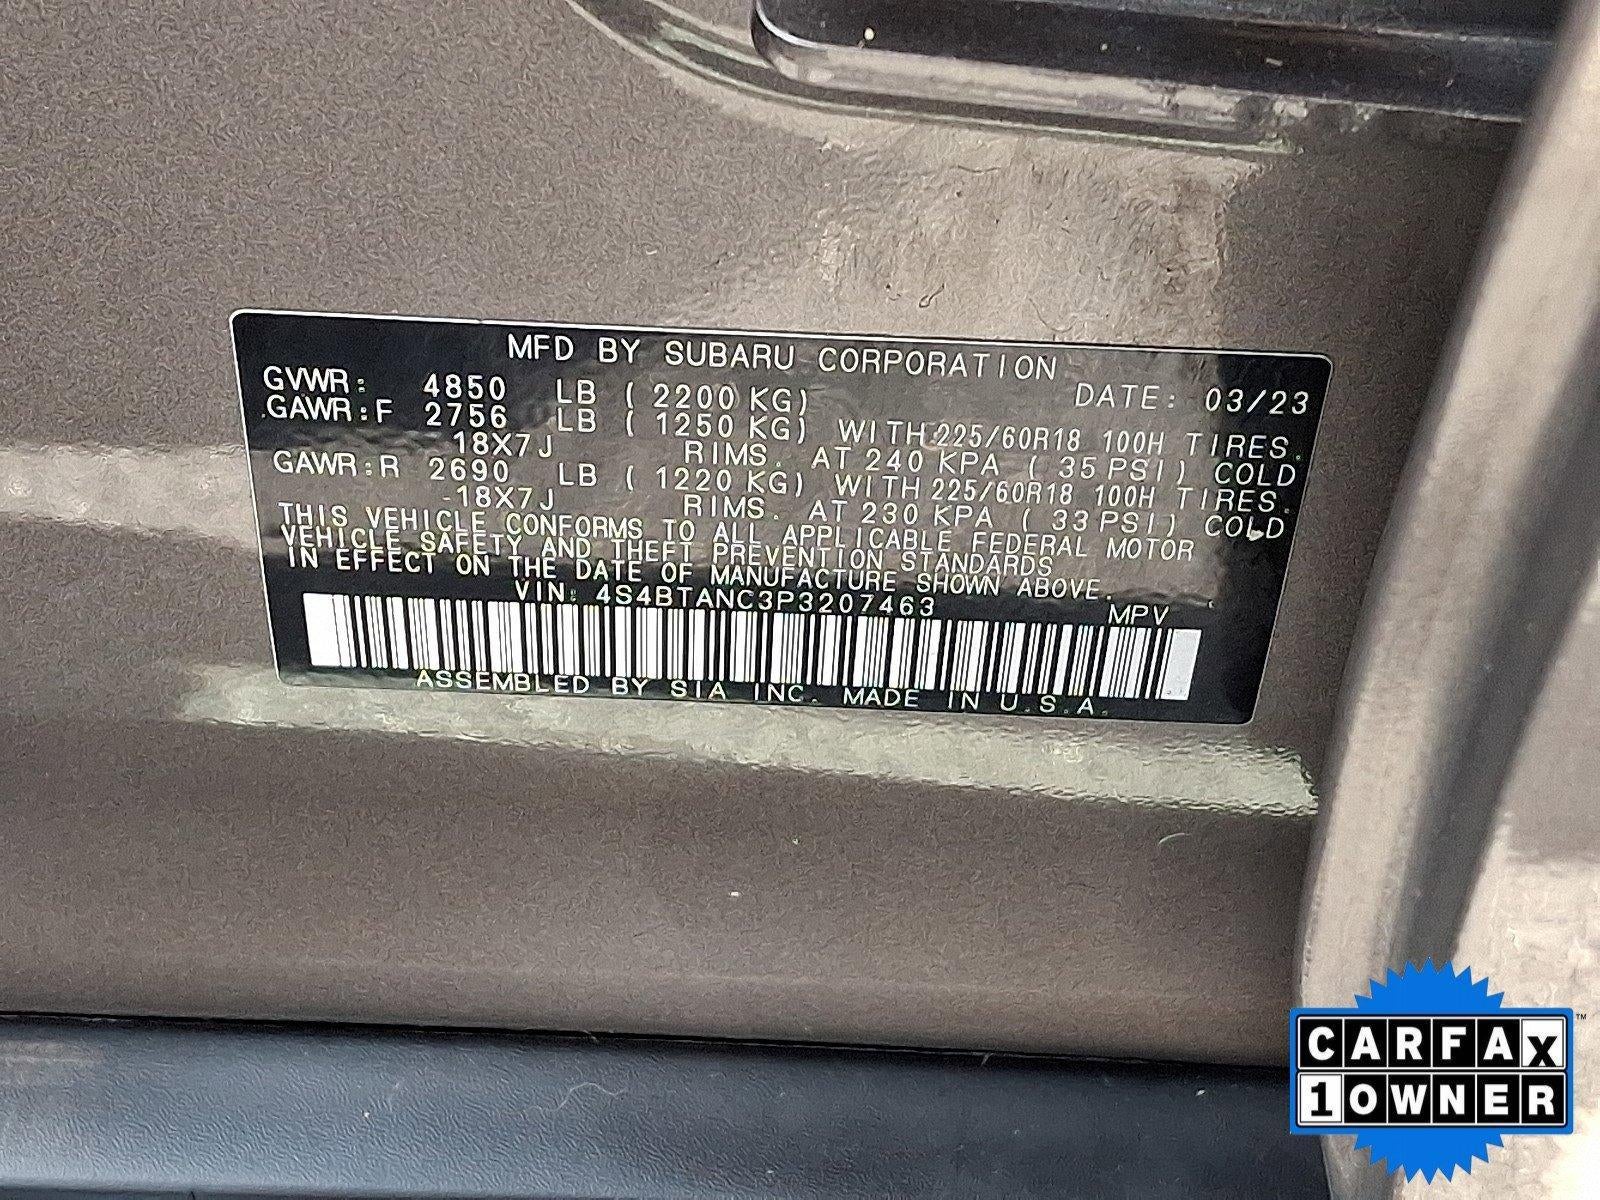 MFD BY SUBARU CORPORATION
DATE: 03/23
GVWR: 4850 LB ( 2200 KG)
GAWR:F 2756 LB ( 1250 KG) WITH 225/60R18 100H TIRES.
18X7J RIMS. AT 240 KPA ( 35 PSI) COLD
GAWR:R 2690 LB ( 1220 KG) WITH 225/60R18 100H TIRES.
18X7J RIMS. AT 230 KPA ( 33 PSI) COLD
THIS VEHICLE CONFORMS TO ALL APPLICABLE FEDERAL MOTOR
VEHICLE SAFETY AND THEFT PREVENTION STANDARDS
IN EFFECT ON THE DATE OF MANUFACTURE SHOWN ABOVE.
VIN: 4S4BTANC3P3207463 MPV
ASSEMBLED BY SIA INC. MADE IN U.S.A.
CARFAX™
1OWNER